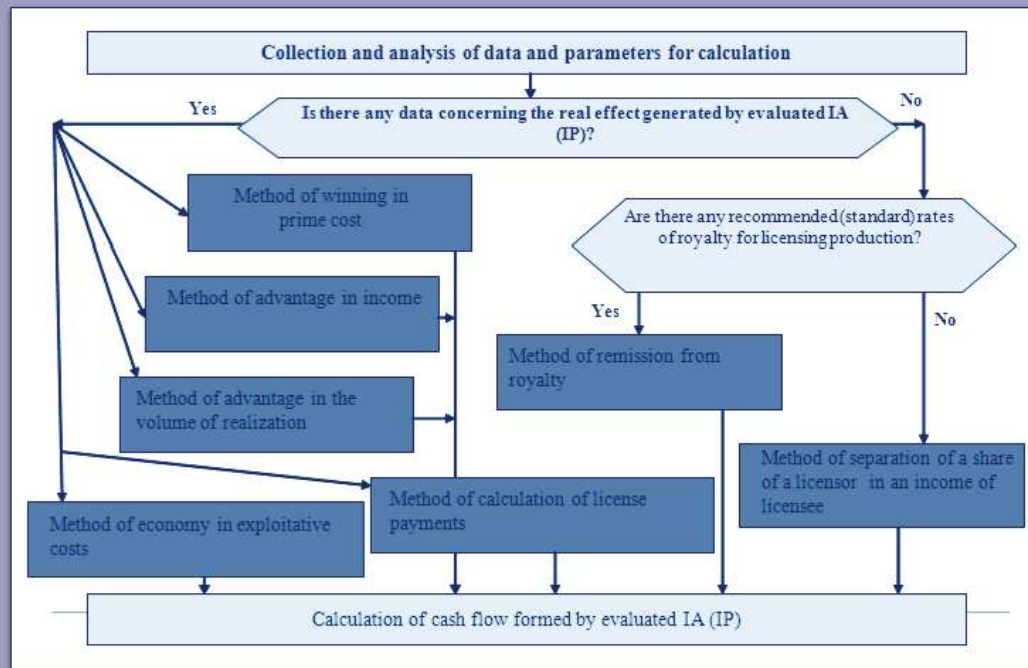 Collection and analysis of data and parameters for calculation
Yes
Is there any data concerning the real effect generated by evaluated IA
(IP)?
No
Method of winning in
prime cost
Are there any recommended (standard) rates
of royalty for licensing production?
Method of advantage in income
Yes
No
Method of remission from
royalty
Method of advantage in the
volume of realization
Method of separation of a share
of a licensor in an income of
licensee
Method of calculation of license
payments
Method of economy in exploitative
costs
Calculation of cash flow formed by evaluated IA (IP)